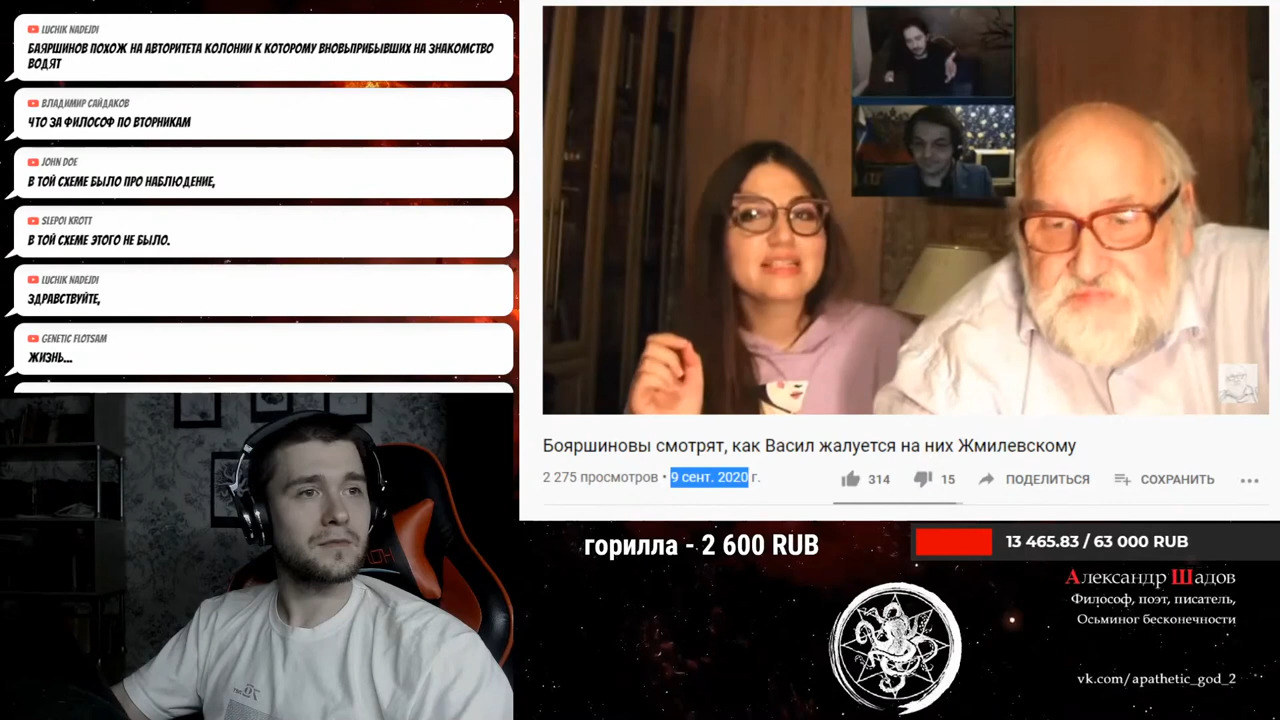 LUCHIK NADEJDI
БАЯРШИНОВ ПОХОЖ НА АВТОРИТЕТА КОЛОНИИ К КОТОРОМУ ВНОВЬПРИБЫВШИХ НА ЗНАКОМСТВО
ВОДЯТ
ВЛАДИМИР САЙДАКОВ
ЧТО ЗА ФИЛОСОФ ПО ВТОРНИКАМ
JOHN DOE
В ТОЙ СХЕМЕ БЫЛО ПРО НАБЛЮДЕНИЕ,
SLEPOI KROTT
В ТОЙ СХЕМЕ ЭТОГО НЕ БЫЛО.
LUCHIK NADEJDI
ЗДРАВСТВУЙТЕ,
GENETIC FLOTSAM
ЖИЗНЬ...
Бояршиновы смотрят, как Васил жалуется на них Жмилевскому
2 275 просмотров • 9 сент. 2020 г.
314
15
ПОДЕЛИТЬСЯ
СОХРАНИТЬ
горилла - 2 600 RUB
13 465.83 / 63 000 RUB
Александр Шадов
Философ, поэт, писатель,
Осьминог бесконечности
vk.com/apathetic_god_2